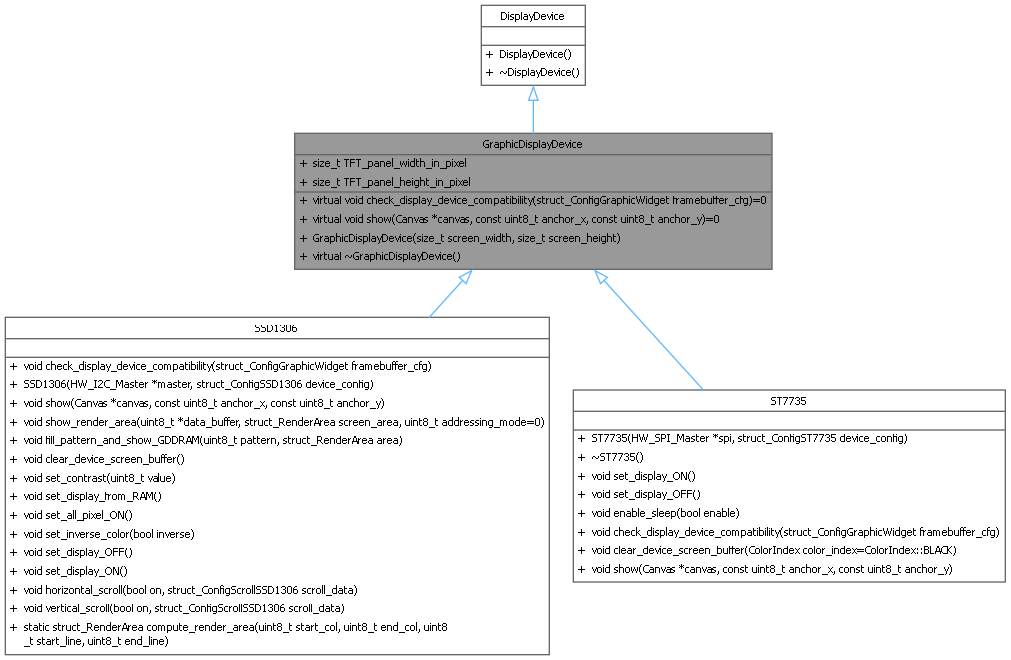 DisplayDevice
+ DisplayDevice()
+ ~DisplayDevice()
GraphicDisplayDevice
+ size_t TFT_panel_width_in_pixel
+ size_t TFT_panel_height_in_pixel
+ virtual void check_display_device_compatibility(struct_ConfigGraphicWidget framebuffer_cfg)=0
+ virtual void show(Canvas *canvas, const uint8_t anchor_x, const uint8_t anchor_y)=0
+ GraphicDisplayDevice(size_t screen_width, size_t screen_height)
+ virtual ~GraphicDisplayDevice()
SSD1306
+ void check_display_device_compatibility(struct_ConfigGraphicWidget framebuffer_cfg)
+ SSD1306(HW_I2C_Master *master, struct_ConfigSSD1306 device_config)
+ void show(Canvas *canvas, const uint8_t anchor_x, const uint8_t anchor_y)
+ void show_render_area(uint8_t *data_buffer, struct_RenderArea screen_area, uint8_t addressing_mode=0)
+ void fill_pattern_and_show_GDDRAM(uint8_t pattern, struct_RenderArea area)
+ void clear_device_screen_buffer()
+ void set_contrast(uint8_t value)
+ void set_display_from_RAM()
+ void set_all_pixel_ON()
+ void set_inverse_color(bool inverse)
+ void set_display_OFF()
+ void set_display_ON()
+ void horizontal_scroll(bool on, struct_ConfigScrollSSD1306 scroll_data)
+ void vertical_scroll(bool on, struct_ConfigScrollSSD1306 scroll_data)
+ static struct_RenderArea compute_render_area(uint8_t start_col, uint8_t end_col, uint8
_t start_line, uint8_t end_line)
ST7735
+ ST7735(HW_SPI_Master *spi, struct_ConfigST7735 device_config)
+ ~ST7735()
+ void set_display_ON()
+ void set_display_OFF()
+ void enable_sleep(bool enable)
+ void check_display_device_compatibility(struct_ConfigGraphicWidget framebuffer_cfg)
+ void clear_device_screen_buffer(ColorIndex color_index=ColorIndex::BLACK)
+ void show(Canvas *canvas, const uint8_t anchor_x, const uint8_t anchor_y)